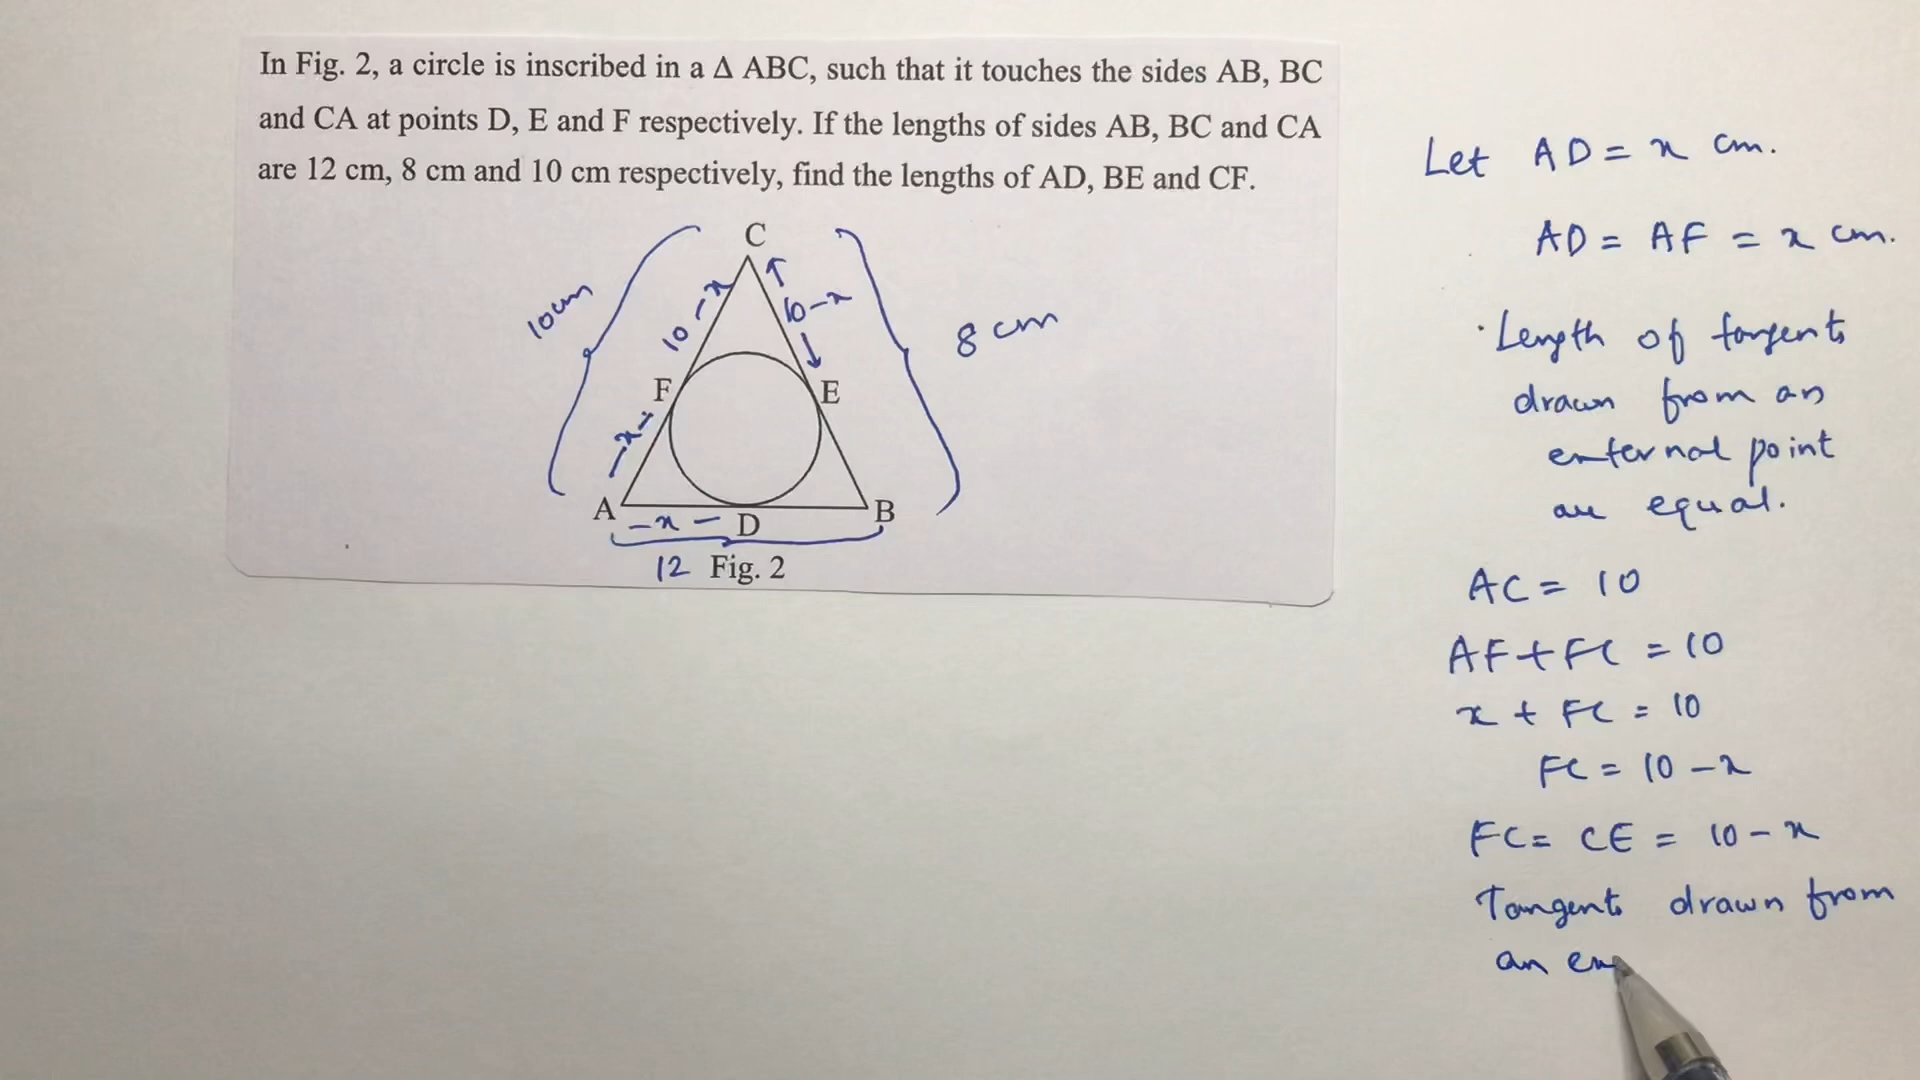 In Fig. 2, a circle is inscribed in a Δ ABC, such that it touches the sides AB, BC
and CA at points D, E and F respectively. If the lengths of sides AB, BC and CA
are 12 cm, 8 cm and 10 cm respectively, find the lengths of AD, BE and CF.
C
10cm
10 - x
10 - x
8 cm
F
E
- x -
A
- x -
D
B
12
Fig. 2
Let AD = x cm.
AD = AF = x cm.
Length of tangents
drawn from an
external point
are equal.
AC = 10
AF + FC = 10
x + FC = 10
FC = 10 - x
FC = CE = 10 - x
Tangents drawn from
an ex